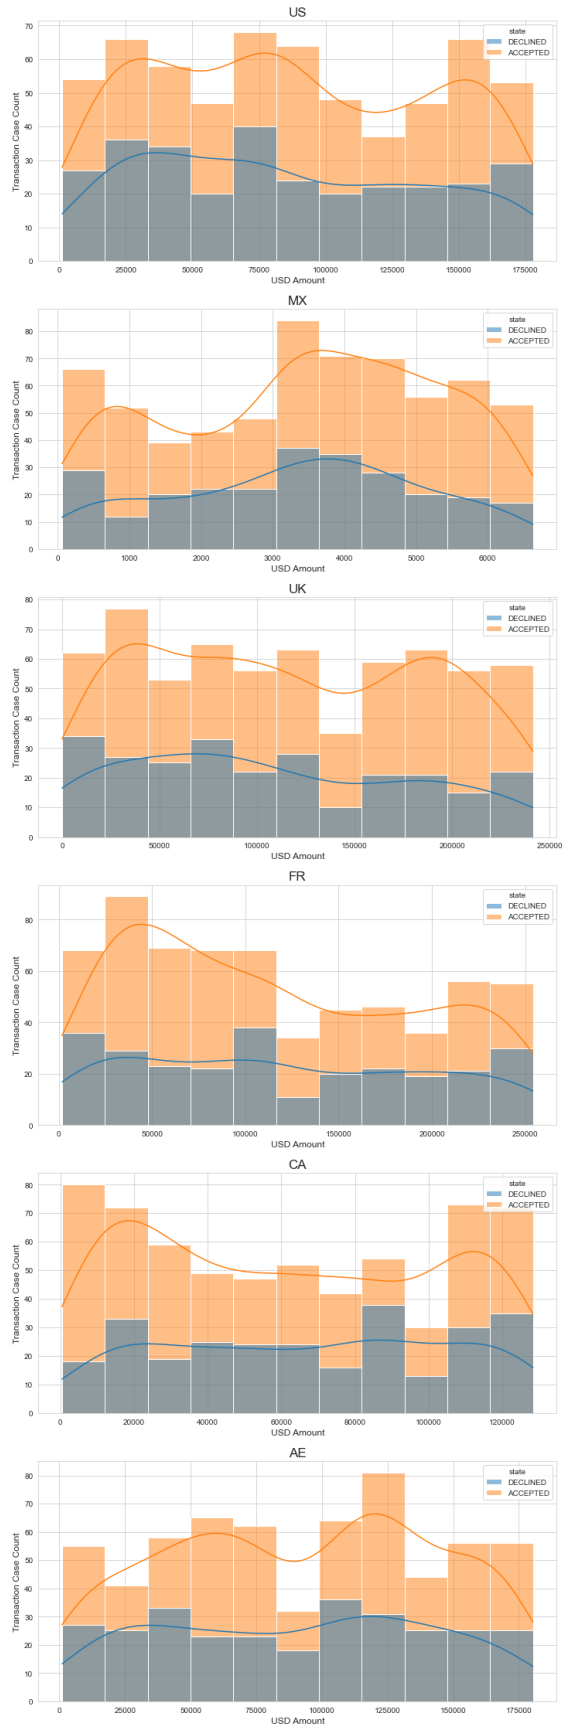 US
state
DECLINED
ACCEPTED
Transaction Case Count
70
60
50
40
30
20
10
0
0 25000 50000 75000 100000 125000 150000 175000
USD Amount
MX
state
DECLINED
ACCEPTED
Transaction Case Count
80
70
60
50
40
30
20
10
0
0 1000 2000 3000 4000 5000 6000
USD Amount
UK
state
DECLINED
ACCEPTED
Transaction Case Count
80
70
60
50
40
30
20
10
0
0 50000 100000 150000 200000 250000
USD Amount
FR
state
DECLINED
ACCEPTED
Transaction Case Count
80
60
40
20
0
0 50000 100000 150000 200000 250000
USD Amount
CA
state
DECLINED
ACCEPTED
Transaction Case Count
80
70
60
50
40
30
20
10
0
0 20000 40000 60000 80000 100000 120000
USD Amount
AE
state
DECLINED
ACCEPTED
Transaction Case Count
80
70
60
50
40
30
20
10
0
0 25000 50000 75000 100000 125000 150000 175000
USD Amount